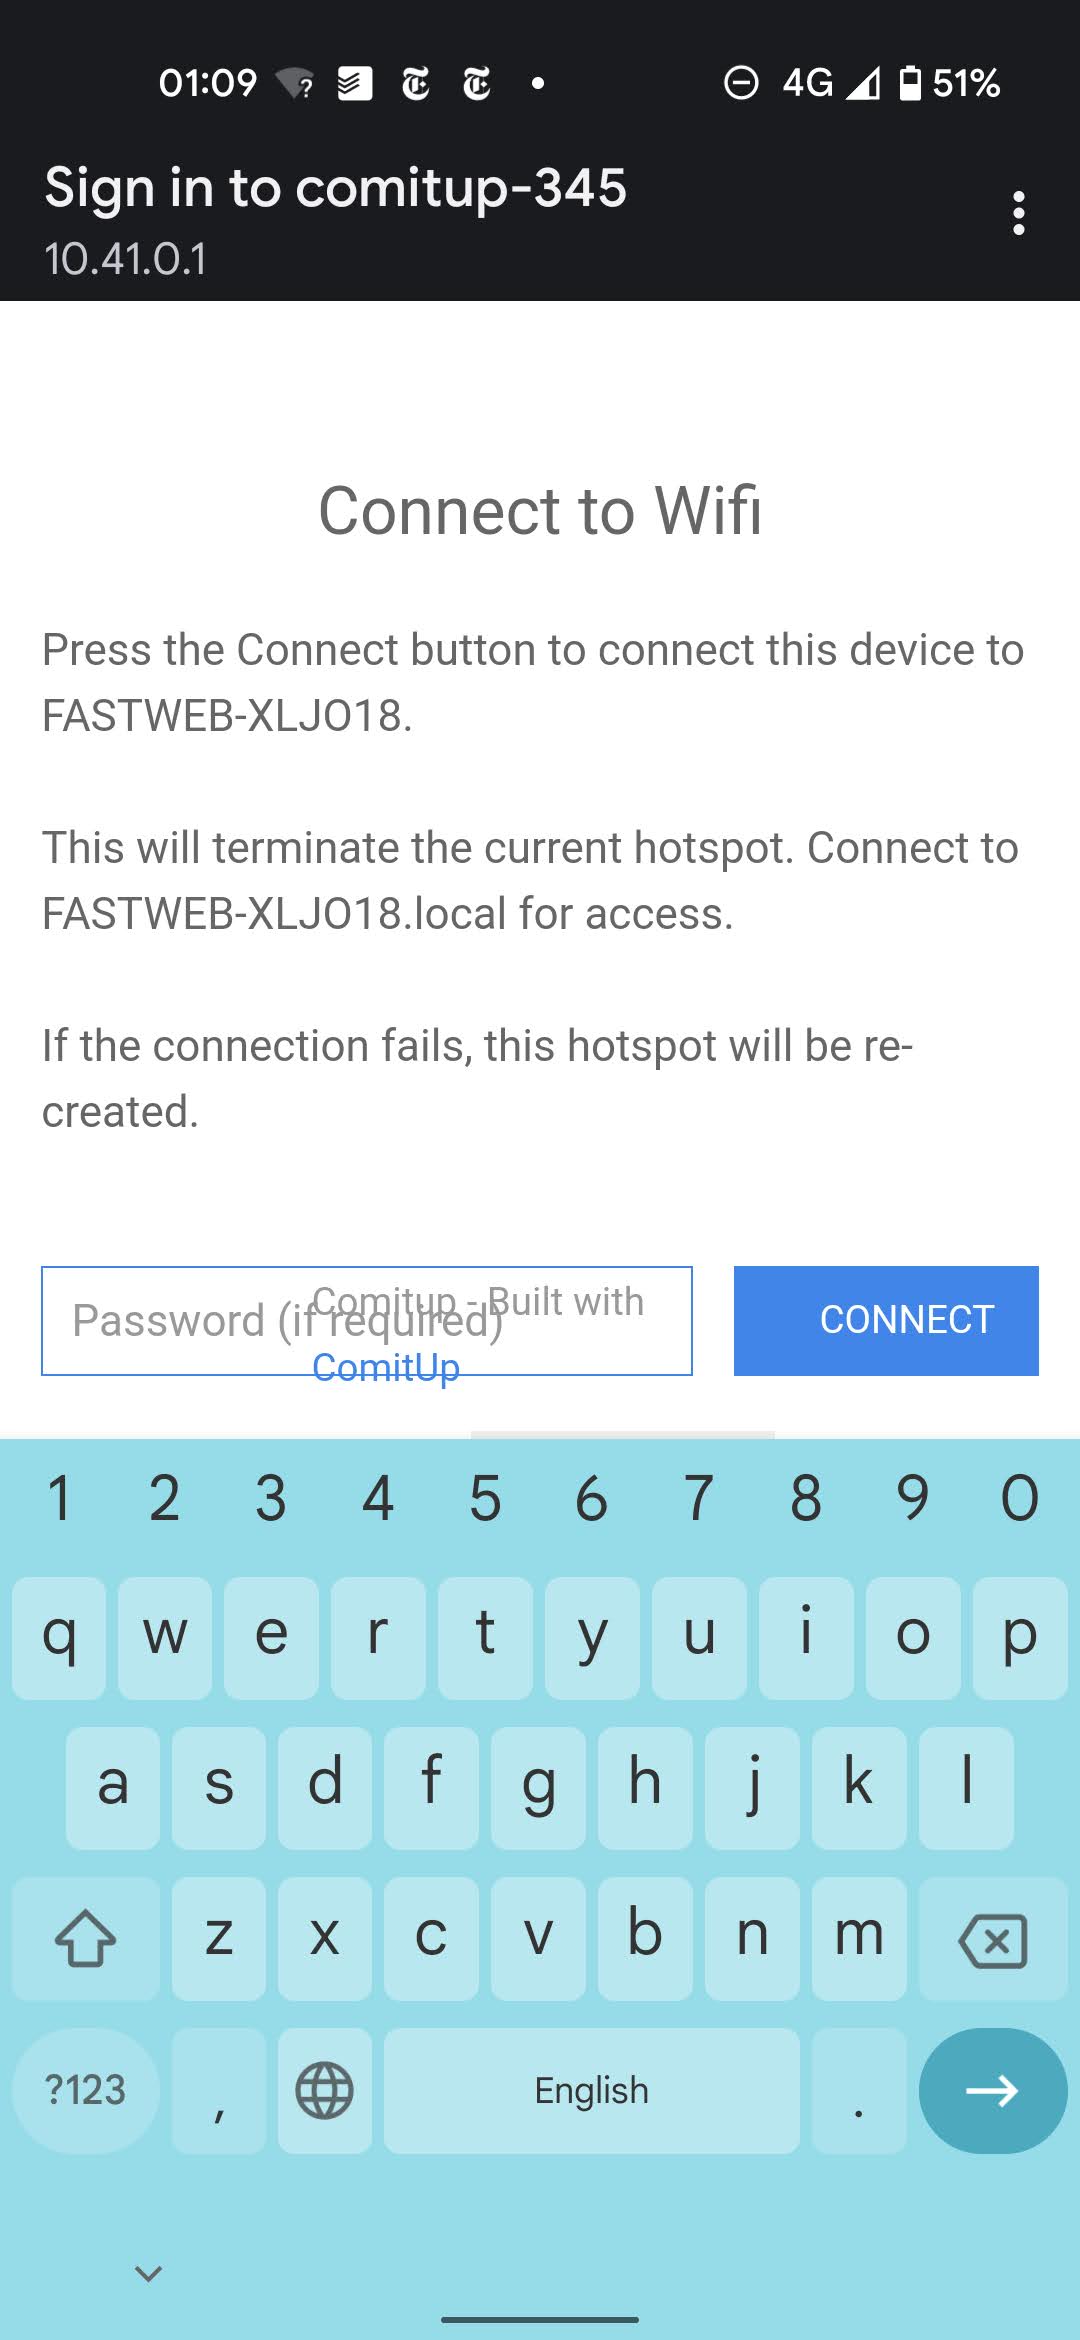 01:09 4G 51%
Sign in to comitup-345
10.41.0.1
Connect to Wifi
Press the Connect button to connect this device to
FASTWEB-XLJO18.
This will terminate the current hotspot. Connect to
FASTWEB-XLJO18.local for access.
If the connection fails, this hotspot will be re-
created.
Password (if required)
Comitup - Built with
ComitUp
CONNECT
1 2 3 4 5 6 7 8 9 0
q w e r t y u i o p
a s d f g h j k l
z x c v b n m
?123 , English .